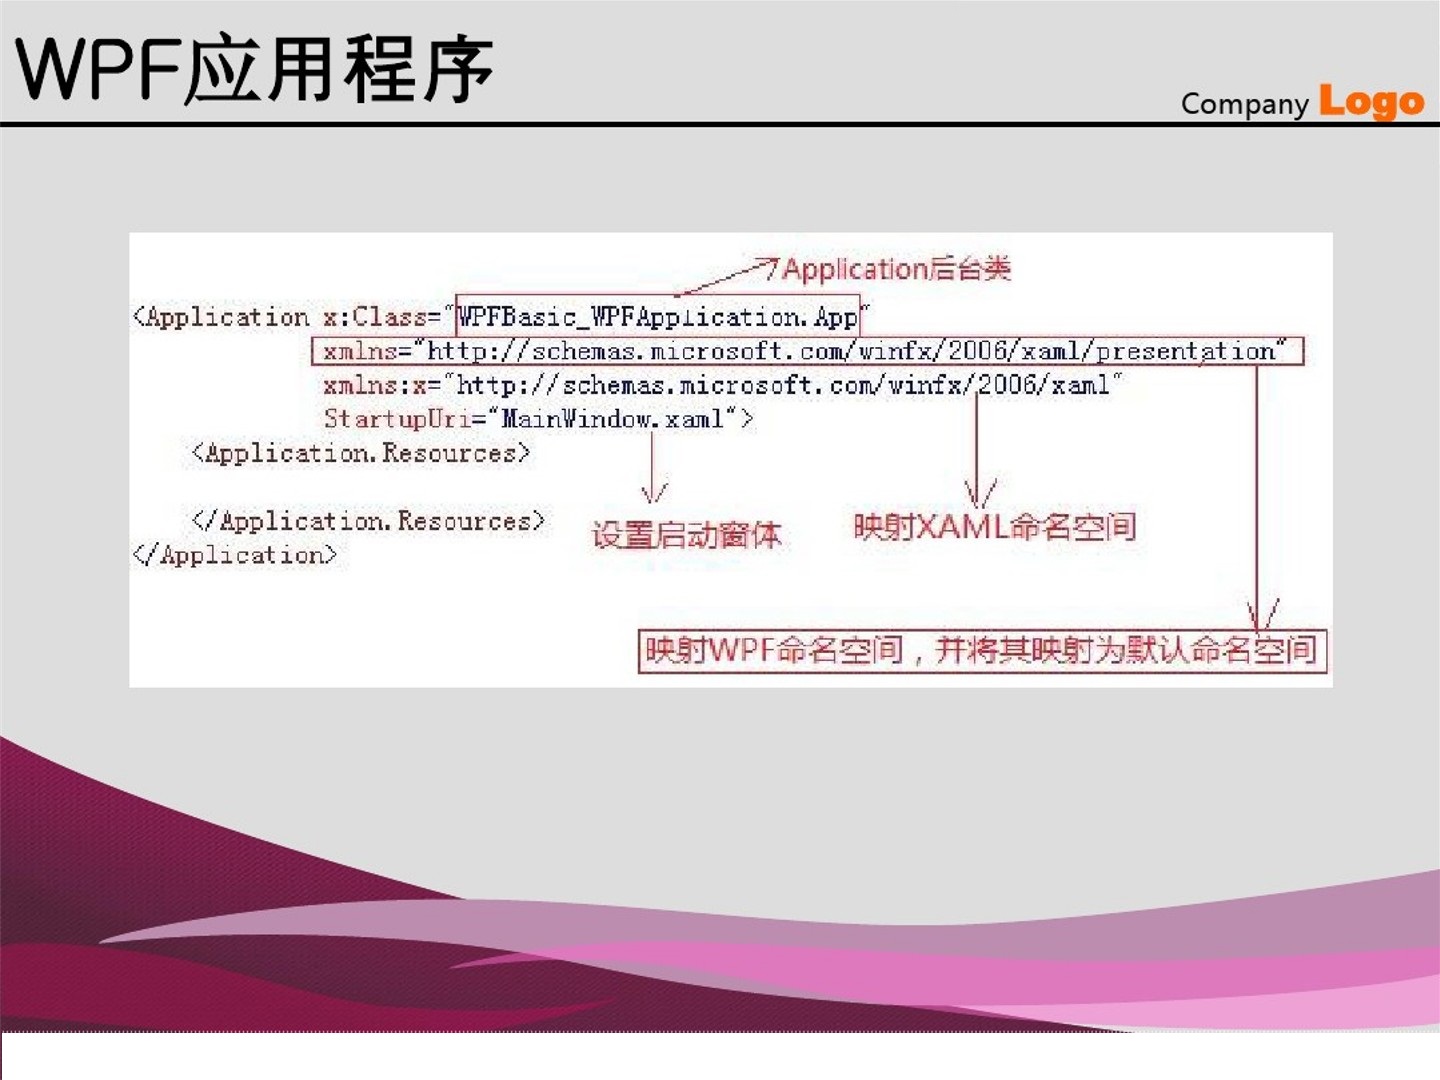 WPF应用程序
Company Logo
Application后台类
<Application x:Class="WPFBasic_WPFApplication.App"
xmlns="http://schemas.microsoft.com/winfx/2006/xaml/presentation"
xmlns:x="http://schemas.microsoft.com/winfx/2006/xaml"
StartupUri="MainWindow.xaml">
<Application.Resources>
</Application.Resources>
</Application>
设置启动窗体
映射XAML命名空间
映射WPF命名空间，并将其映射为默认命名空间